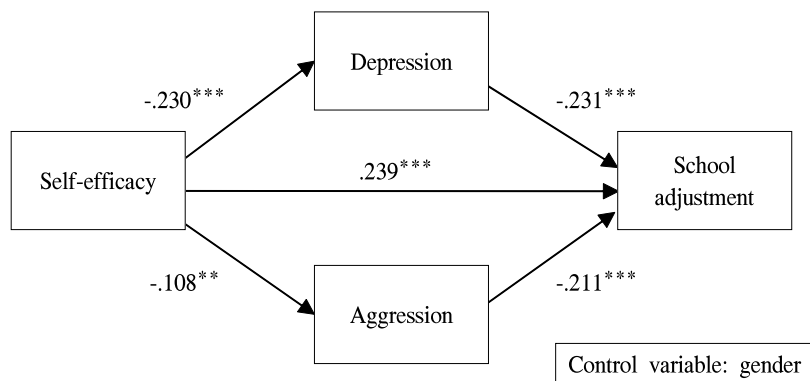 Depression
-.230***
-.231***
Self-efficacy
.239***
School
adjustment
-.108**
-.211***
Aggression
Control variable: gender